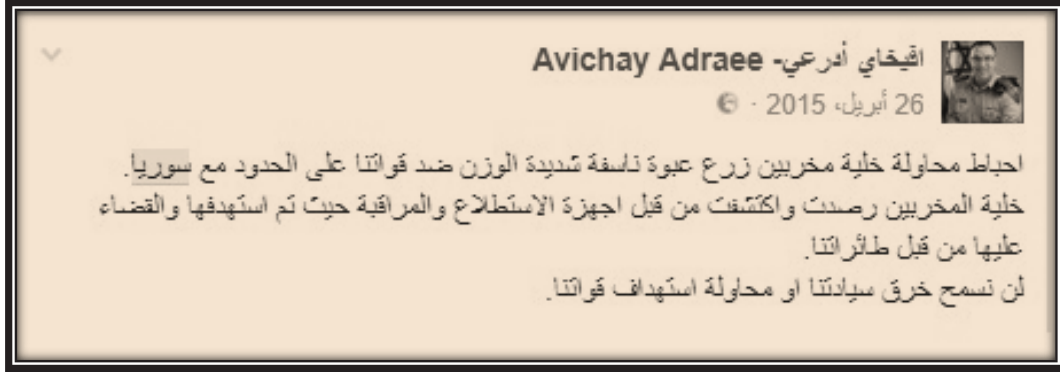 افيخاي أدرعي- Avichay Adraee
26 أبريل، 2015 ·
احباط محاولة خلية مخربين زرع عبوة ناسفة شديدة الوزن ضد قواتنا على الحدود مع سوريا.
خلية المخربين رصدت واكتشفت من قبل اجهزة الاستطلاع والمراقبة حيث تم استهدفها والقضاء
عليها من قبل طائراتنا.
لن نسمح خرق سيادتنا او محاولة استهداف قواتنا.